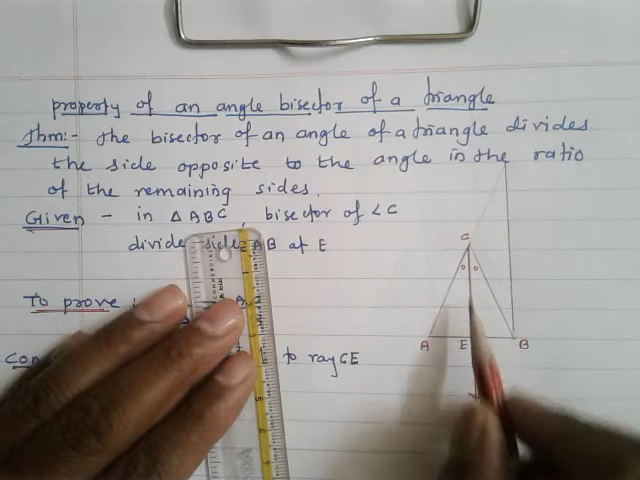 property of an angle bisector of a triangle
Thm:- the bisector of an angle of a triangle divides
the side opposite to the angle in the ratio
of the remaining sides.
Given - in △ ABC, bisector of ∠C
divide side AB at E
To prove
to ray CE
C
A E B